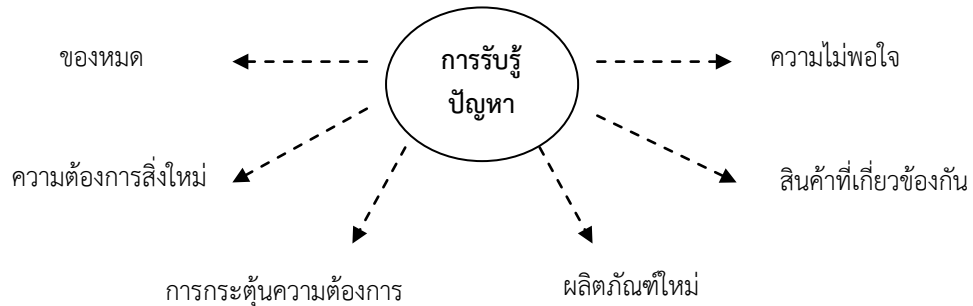 ของหมด
การรับรู้
ปัญหา
ความไม่พอใจ
ความต้องการสิ่งใหม่
สินค้าที่เกี่ยวข้องกัน
การกระตุ้นความต้องการ
ผลิตภัณฑ์ใหม่